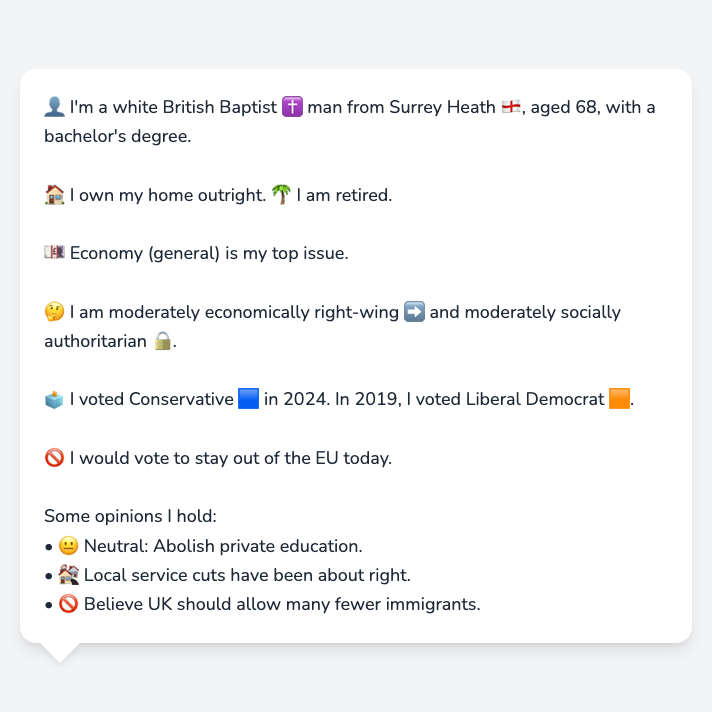 👤 I'm a white British Baptist ✝️ man from Surrey Heath 🏴󠁧󠁢󠁥󠁮󠁧󠁿, aged 68, with a
bachelor's degree.
🏠 I own my home outright. 🌴 I am retired.
💷 Economy (general) is my top issue.
🤔 I am moderately economically right-wing ➡️ and moderately socially
authoritarian 🔒.
🗳️ I voted Conservative 🟦 in 2024. In 2019, I voted Liberal Democrat 🟧.
🚫 I would vote to stay out of the EU today.
Some opinions I hold:
• 😐 Neutral: Abolish private education.
• 🏚️ Local service cuts have been about right.
• 🚫 Believe UK should allow many fewer immigrants.